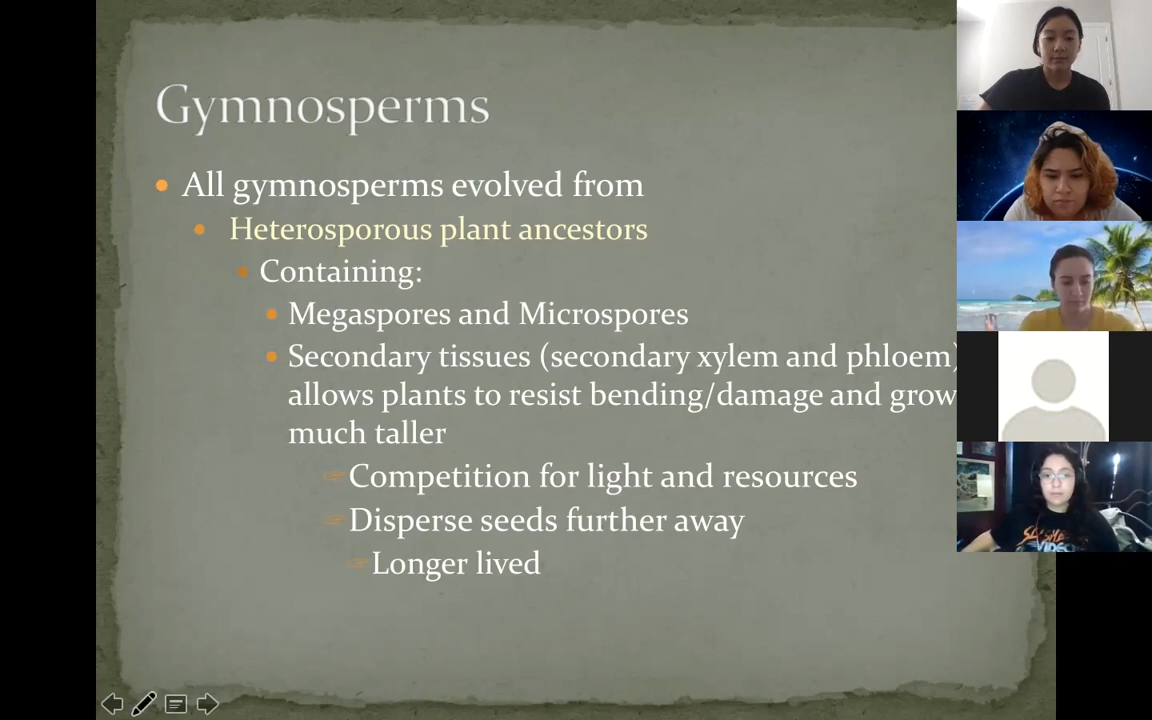 Gymnosperms
All gymnosperms evolved from
Heterosporous plant ancestors
Containing:
Megaspores and Microspores
Secondary tissues (secondary xylem and phloem)
allows plants to resist bending/damage and grow
much taller
Competition for light and resources
Disperse seeds further away
Longer lived